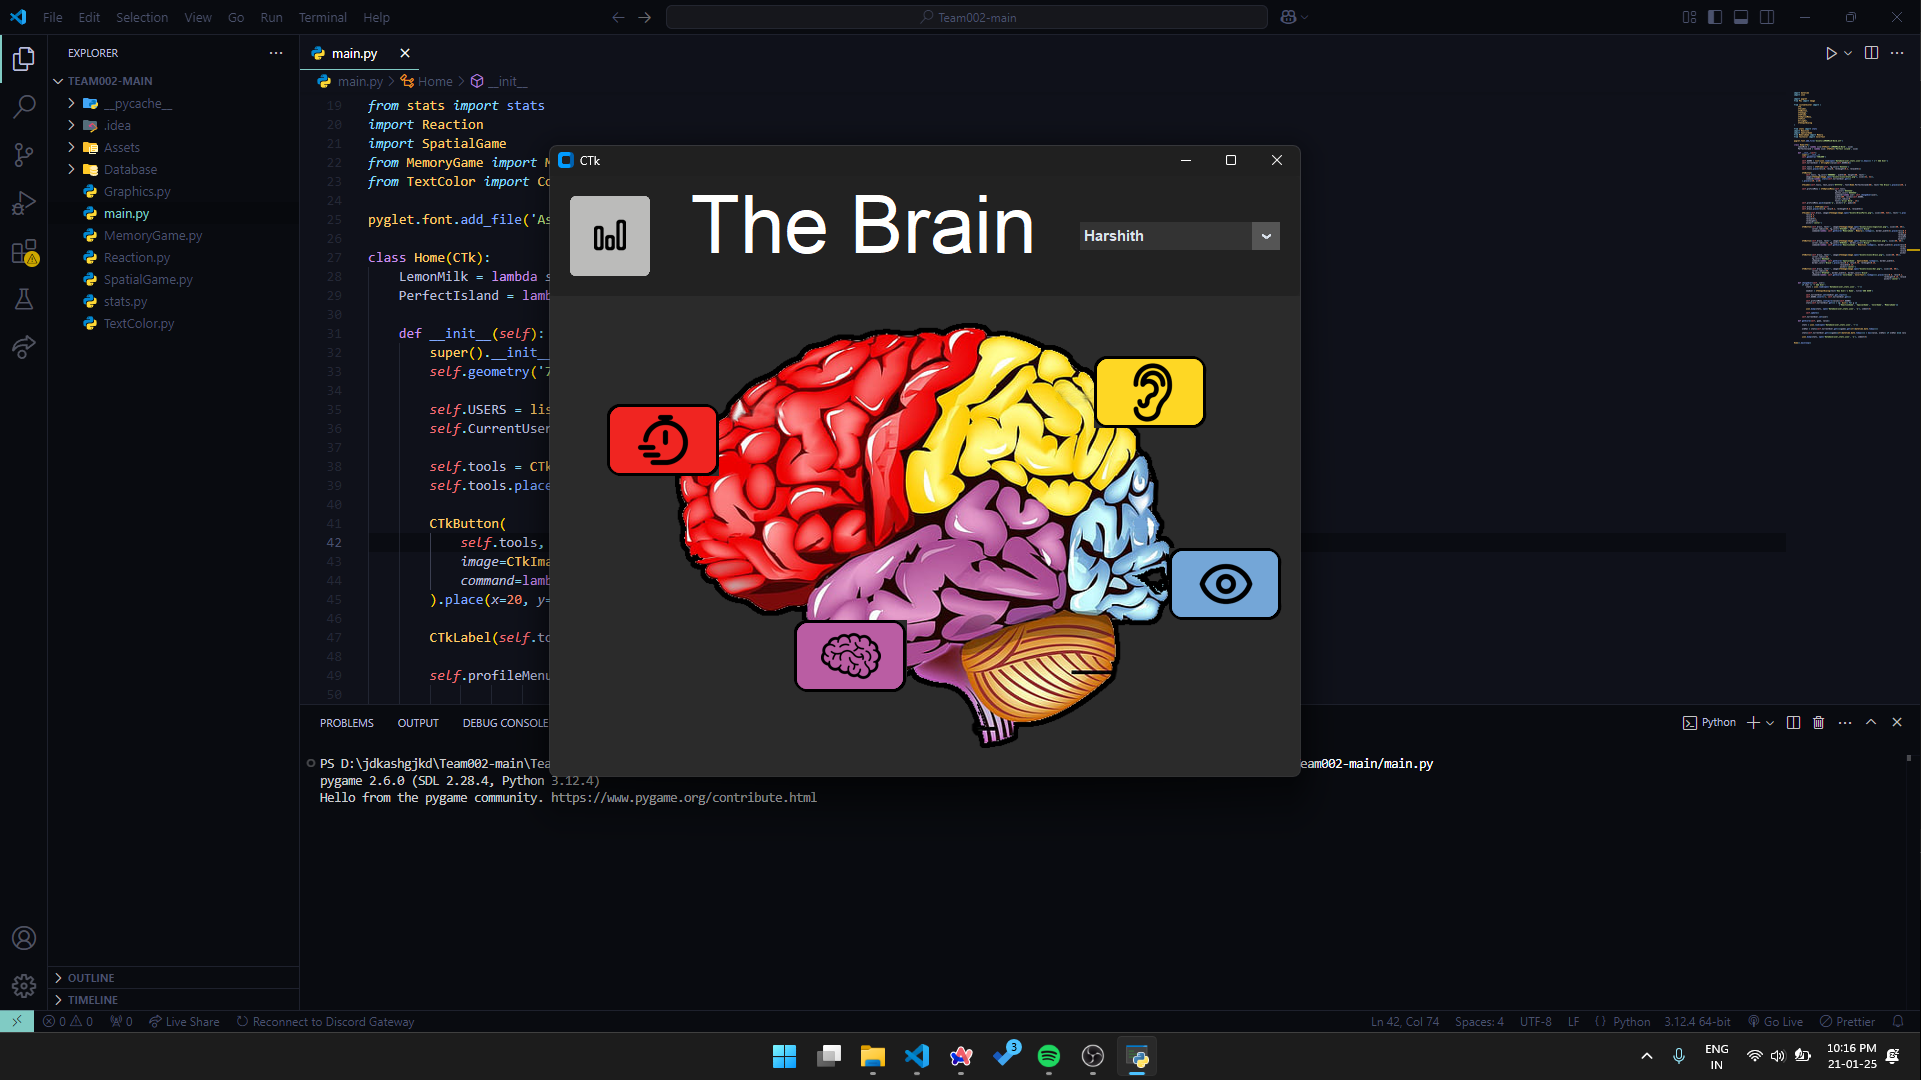 File Edit Selection View Go Run Terminal Help
Team002-main
EXPLORER
TEAM002-MAIN
__pycache__
.idea
Assets
Database
Graphics.py
main.py
MemoryGame.py
Reaction.py
SpatialGame.py
stats.py
TextColor.py
OUTLINE
TIMELINE
main.py
main.py Home __init__
19 from stats import stats
20 import Reaction
21 import SpatialGame
22 from MemoryGame import
23 from TextColor import
24
25 pyglet.font.add_file('As
26
27 class Home(CTk):
28 LemonMilk = lambda s
29 PerfectIsland = lamb
30
31 def __init__(self):
32 super().__init__
33 self.geometry('7
34
35 self.USERS = lis
36 self.CurrentUser
37
38 self.tools = CTk
39 self.tools.place
40
41 CTkButton(
42 self.tools,
43 image=CTkIma
44 command=lamb
45 ).place(x=20, y=
46
47 CTkLabel(self.to
48
49 self.profileMenu
50
CTk
The Brain
Harshith
PROBLEMS OUTPUT DEBUG CONSOLE
Python
PS D:\jdkashgjkd\Team002-main\Tea
eam002-main/main.py
pygame 2.6.0 (SDL 2.28.4, Python 3.12.4)
Hello from the pygame community. https://www.pygame.org/contribute.html
0 0 0 Live Share Reconnect to Discord Gateway
Ln 42, Col 74 Spaces: 4 UTF-8 LF { } Python 3.12.4 64-bit Go Live Prettier
3
ENG
IN
10:16 PM
21-01-25